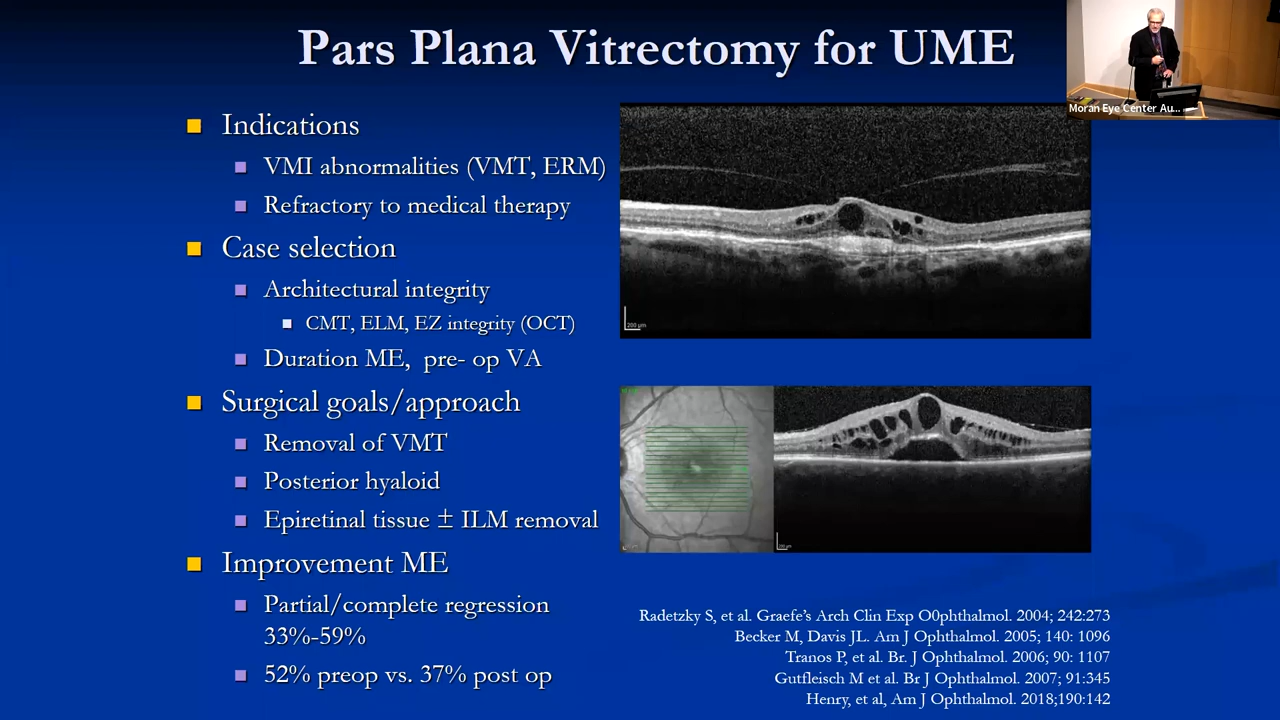 Pars Plana Vitrectomy for UME
Moran Eye Center Au...
Indications
VMI abnormalities (VMT, ERM)
Refractory to medical therapy
Case selection
Architectural integrity
CMT, ELM, EZ integrity (OCT)
Duration ME, pre- op VA
Surgical goals/approach
Removal of VMT
Posterior hyaloid
Epiretinal tissue ± ILM removal
Improvement ME
Partial/complete regression
33%-59%
52% preop vs. 37% post op
200 µm
Radetzky S, et al. Graefe's Arch Clin Exp O0phthalmol. 2004; 242:273
Becker M, Davis JL. Am J Ophthalmol. 2005; 140: 1096
Tranos P, et al. Br. J Ophthalmol. 2006; 90: 1107
Gutfleisch M et al. Br J Ophthalmol. 2007; 91:345
Henry, et al, Am J Ophthalmol. 2018;190:142